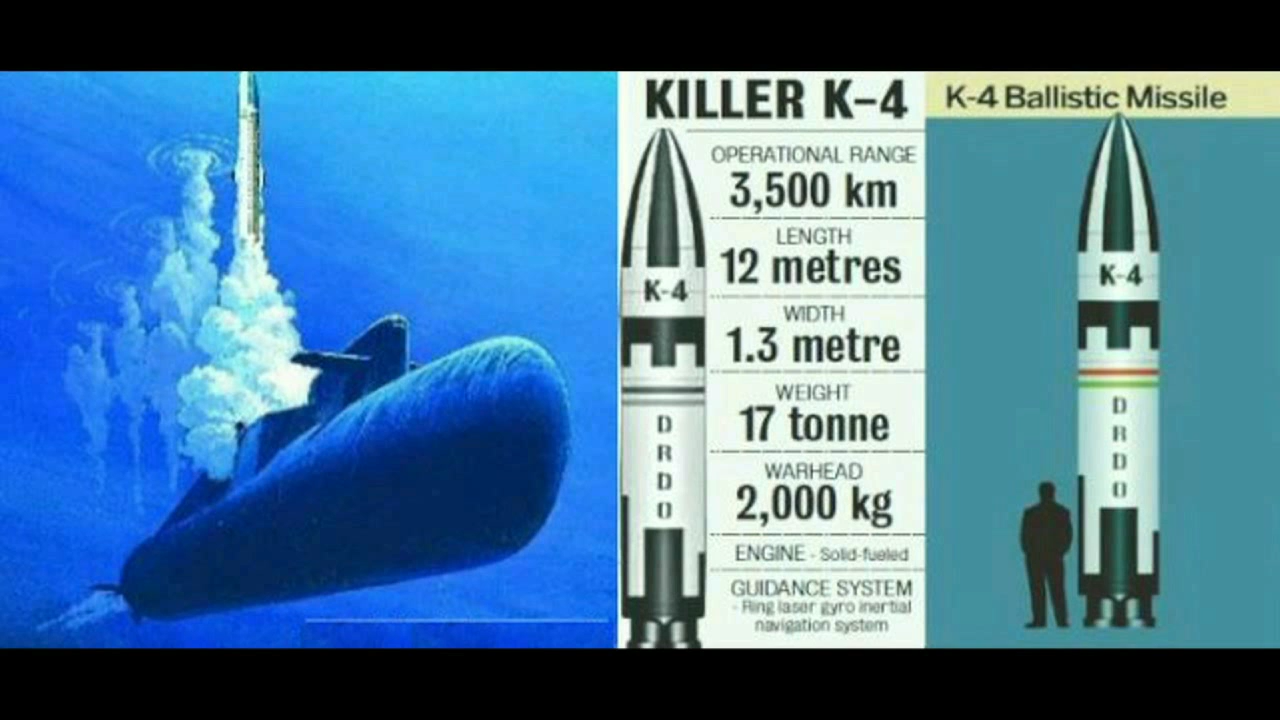 KILLER K-4
OPERATIONAL RANGE
3,500 km
LENGTH
12 metres
WIDTH
1.3 metre
WEIGHT
17 tonne
WARHEAD
2,000 kg
ENGINE - Solid-fueled
GUIDANCE SYSTEM
- Ring laser gyro inertial
navigation system
K-4
D
R
D
O
K-4 Ballistic Missile
K-4
D
R
D
O